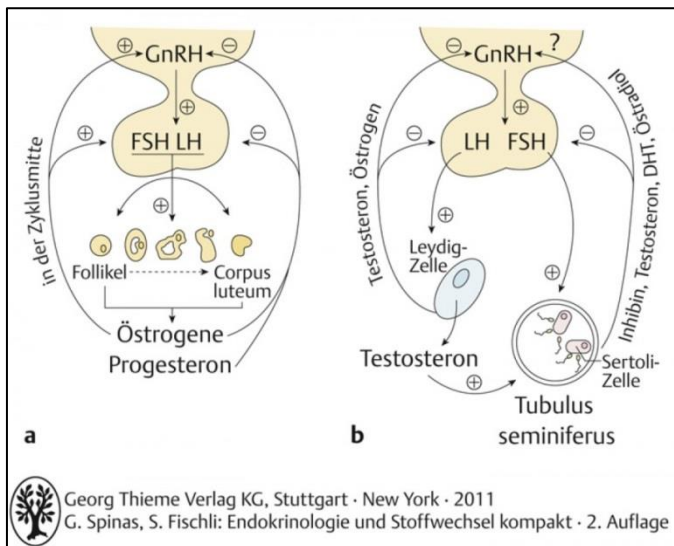 ⊕ GnRH ⊖
⊕
in der Zyklusmitte
⊕ FSH LH ⊖
⊕
Follikel Corpus
luteum
Östrogene
Progesteron
a
⊖ GnRH ?
⊕
Testosteron, Östrogen
⊖ LH FSH ⊖
Inhibin, Testosteron, DHT, Östradiol
⊕
Leydig-
Zelle
⊕
Testosteron
⊕
Sertoli-
Zelle
Tubulus
seminiferus
b
Georg Thieme Verlag KG, Stuttgart · New York · 2011
G. Spinas, S. Fischli: Endokrinologie und Stoffwechsel kompakt · 2. Auflage